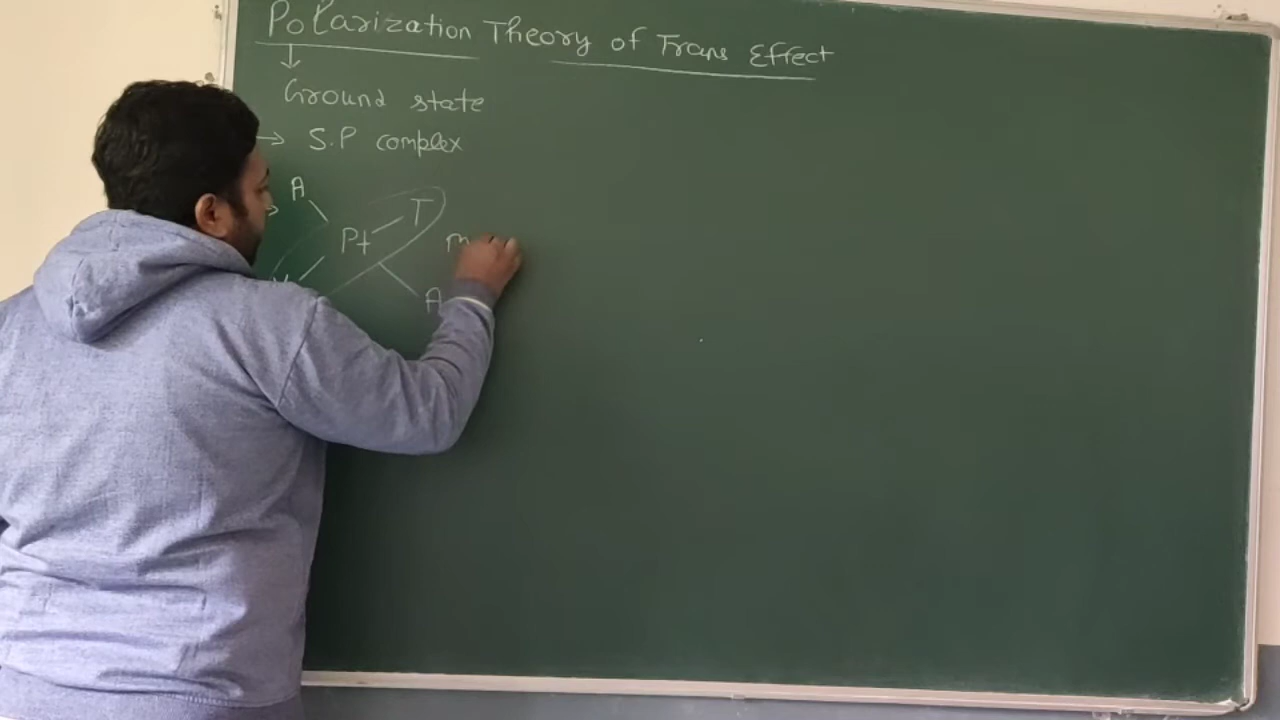 Polarization Theory of Trans Effect
↓
Ground state
→ S.P complex
A
T
Pt
A